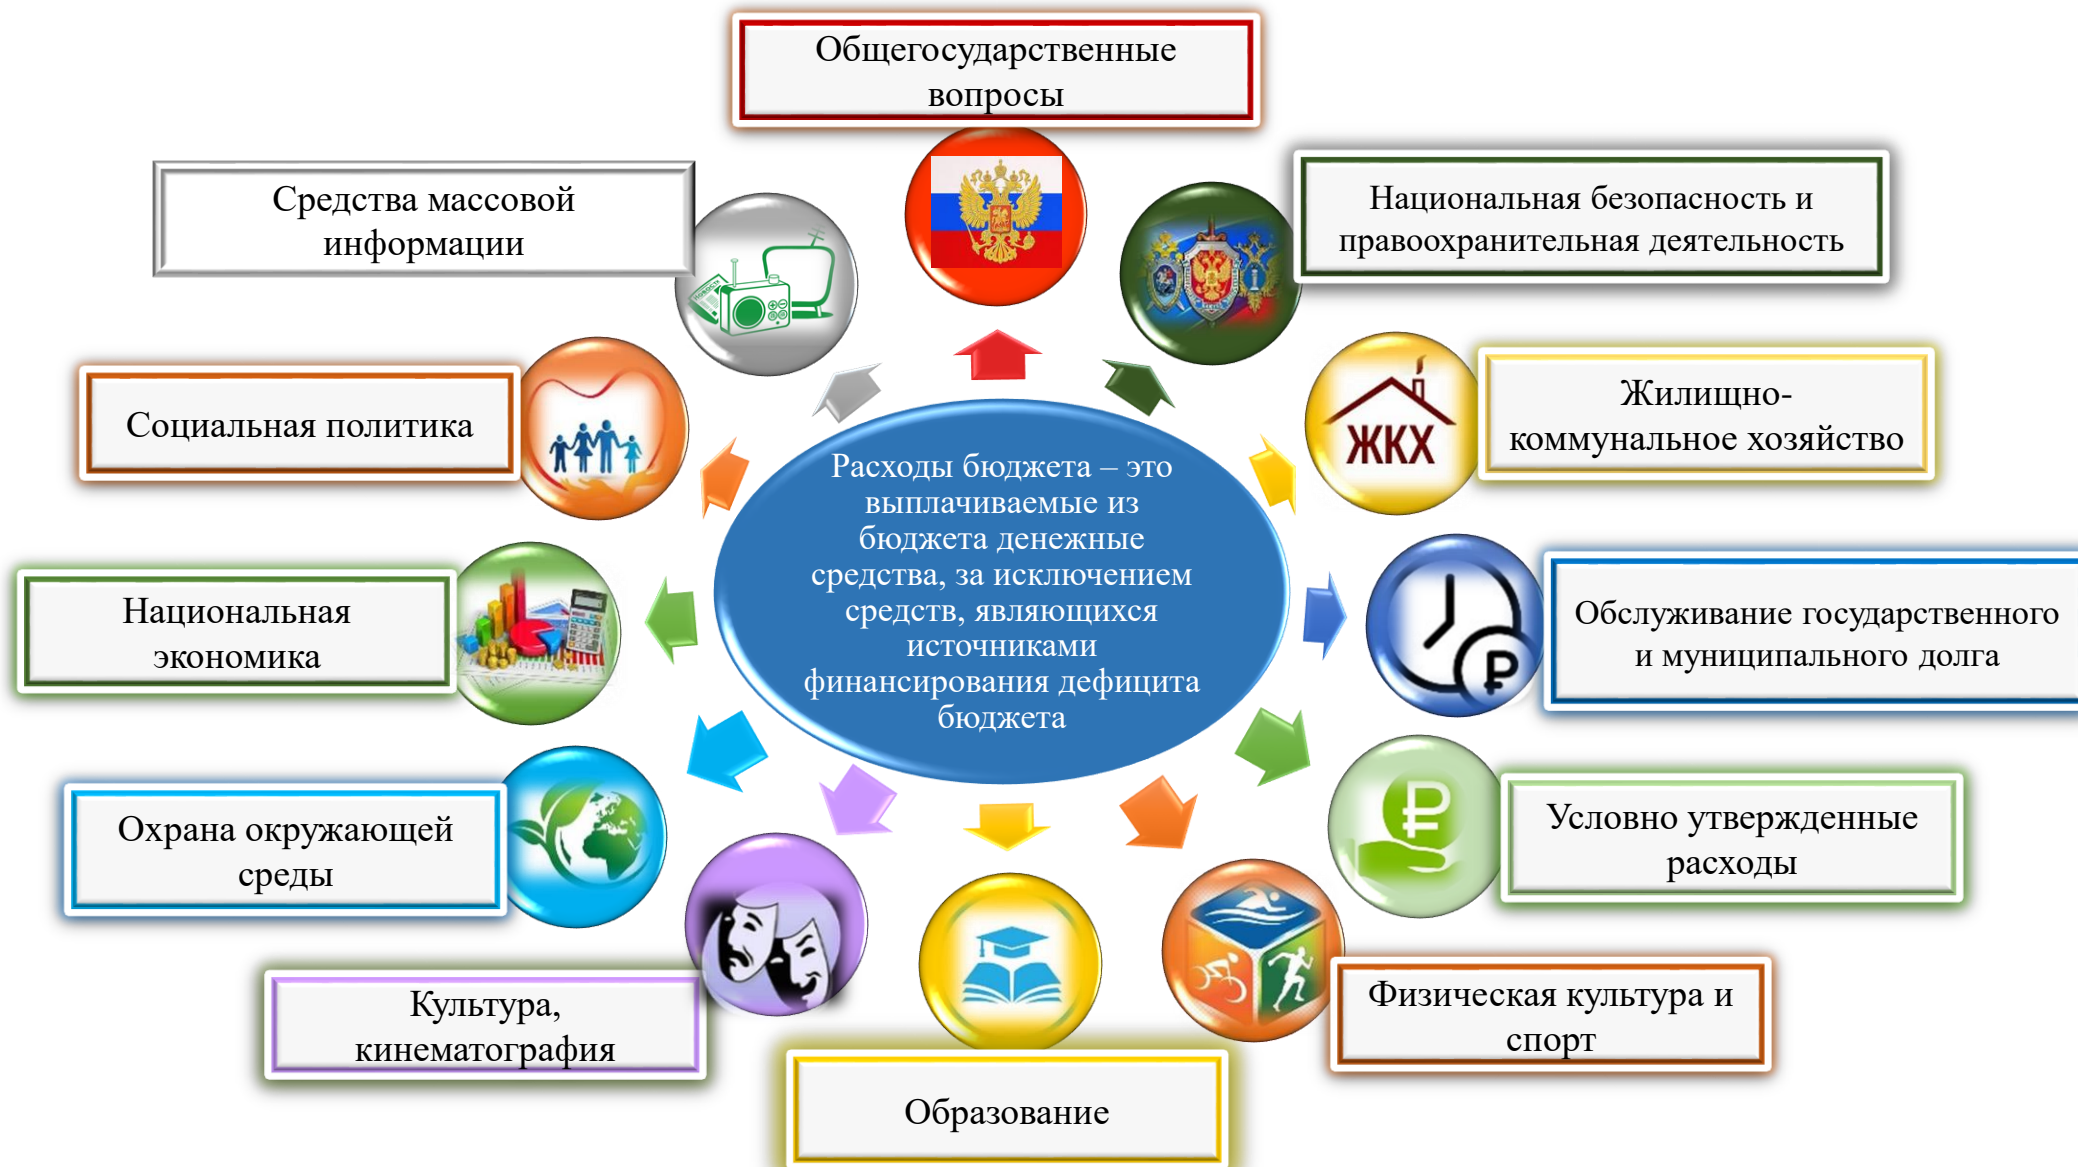 Общегосударственные
вопросы
Средства массовой
информации
Национальная безопасность и
правоохранительная деятельность
НОВОСТИ
Социальная политика
ЖКХ
Жилищно-
коммунальное хозяйство
Расходы бюджета – это
выплачиваемые из
бюджета денежные
средства, за исключением
средств, являющихся
источниками
финансирования дефицита
бюджета
Национальная
экономика
Обслуживание государственного
и муниципального долга
₽
Охрана окружающей
среды
₽
Условно утвержденные
расходы
Культура,
кинематография
Физическая культура и
спорт
Образование